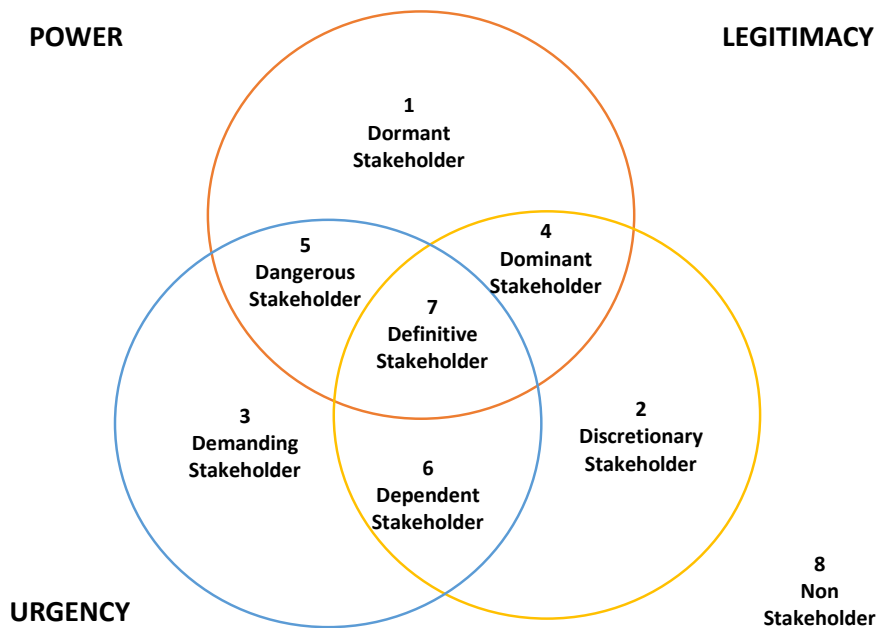 POWER
LEGITIMACY
1
Dormant
Stakeholder
5
Dangerous
Stakeholder
4
Dominant
Stakeholder
7
Definitive
Stakeholder
3
Demanding
Stakeholder
2
Discretionary
Stakeholder
6
Dependent
Stakeholder
URGENCY
8
Non
Stakeholder